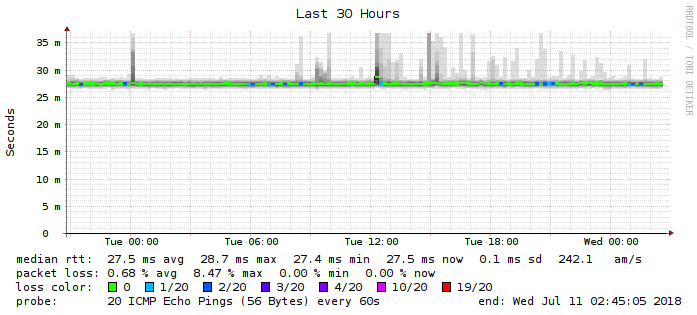 Last 30 Hours
RRDTOOL / TOBI OETIKER
Seconds
35 m
30 m
25 m
20 m
15 m
10 m
5 m
0
Tue 00:00 Tue 06:00 Tue 12:00 Tue 18:00 Wed 00:00
median rtt: 27.5 ms avg 28.7 ms max 27.4 ms min 27.5 ms now 0.1 ms sd 242.1 am/s
packet loss: 0.68 % avg 8.47 % max 0.00 % min 0.00 % now
loss color: 0 1/20 2/20 3/20 4/20 10/20 19/20
probe: 20 ICMP Echo Pings (56 Bytes) every 60s end: Wed Jul 11 02:45:05 2018